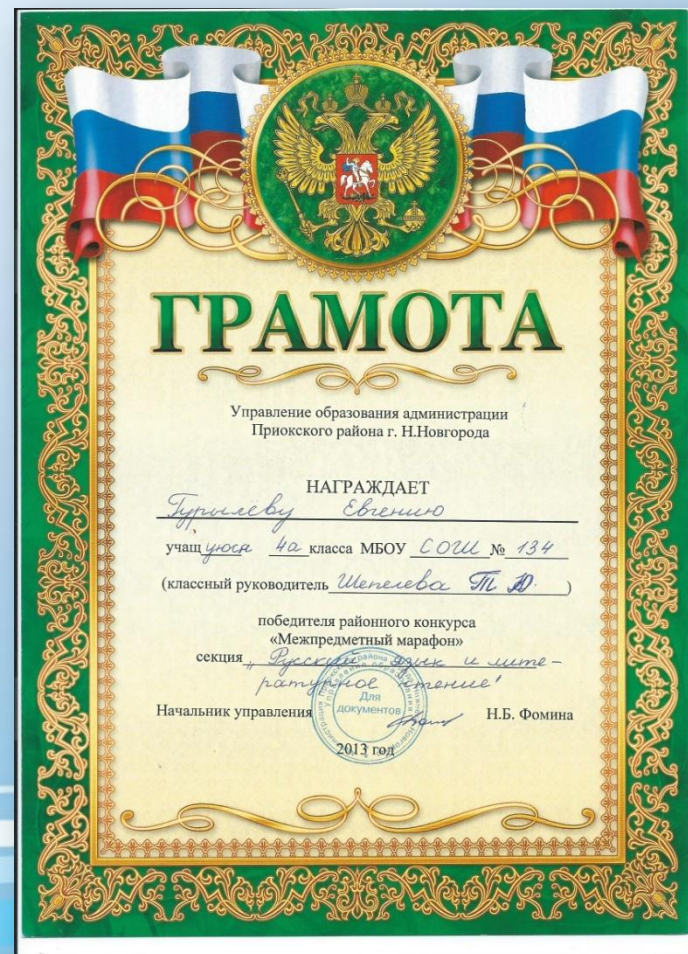 ГРАМОТА
Управление образования администрации
Приокского района г. Н.Новгорода
НАГРАЖДАЕТ
Гурылеву Евгению
учащуюся 4а класса МБОУ СОШ № 134
(классный руководитель Шепелева Т Ю. )
победителя районного конкурса
«Межпредметный марафон»
секция „ Русский язык и лите-
ратурное чтение"
Для
документов
Начальник управления Н.Б. Фомина
2013 год